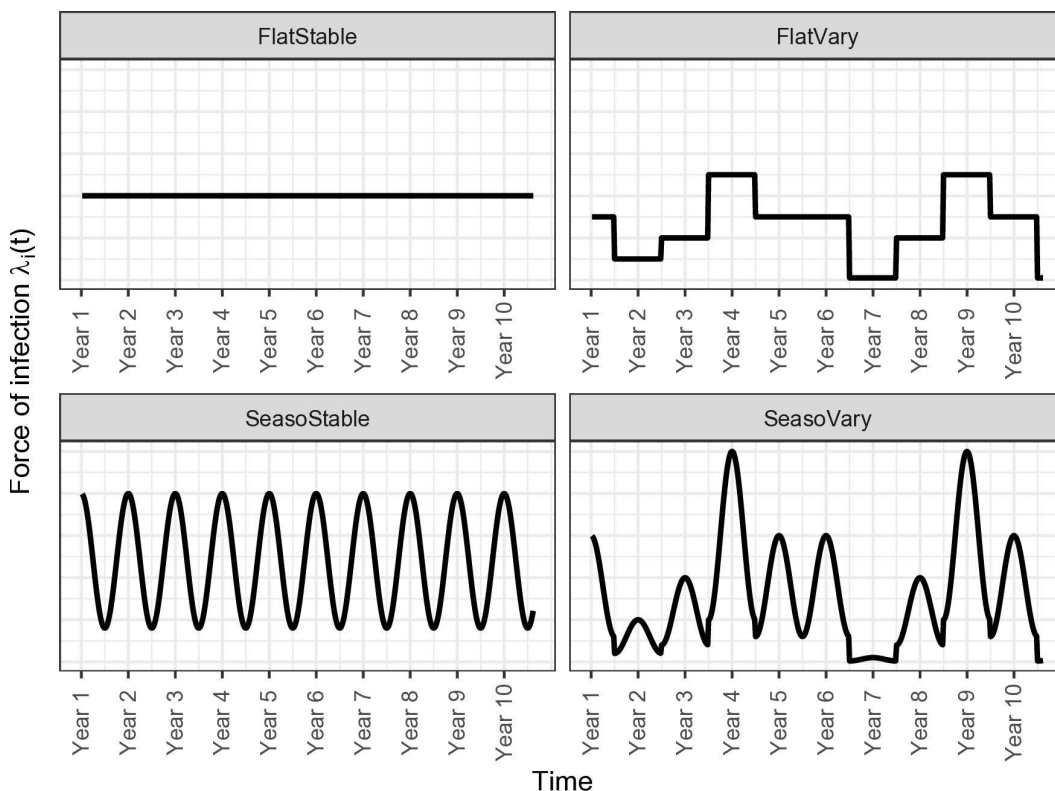 FlatStable
FlatVary
Year 1
Year 2
Year 3
Year 4
Year 5
Year 6
Year 7
Year 8
Year 9
Year 10
Year 1
Year 2
Year 3
Year 4
Year 5
Year 6
Year 7
Year 8
Year 9
Year 10
Force of infection λi(t)
SeasoStable
SeasoVary
Year 1
Year 2
Year 3
Year 4
Year 5
Year 6
Year 7
Year 8
Year 9
Year 10
Year 1
Year 2
Year 3
Year 4
Year 5
Year 6
Year 7
Year 8
Year 9
Year 10
Time